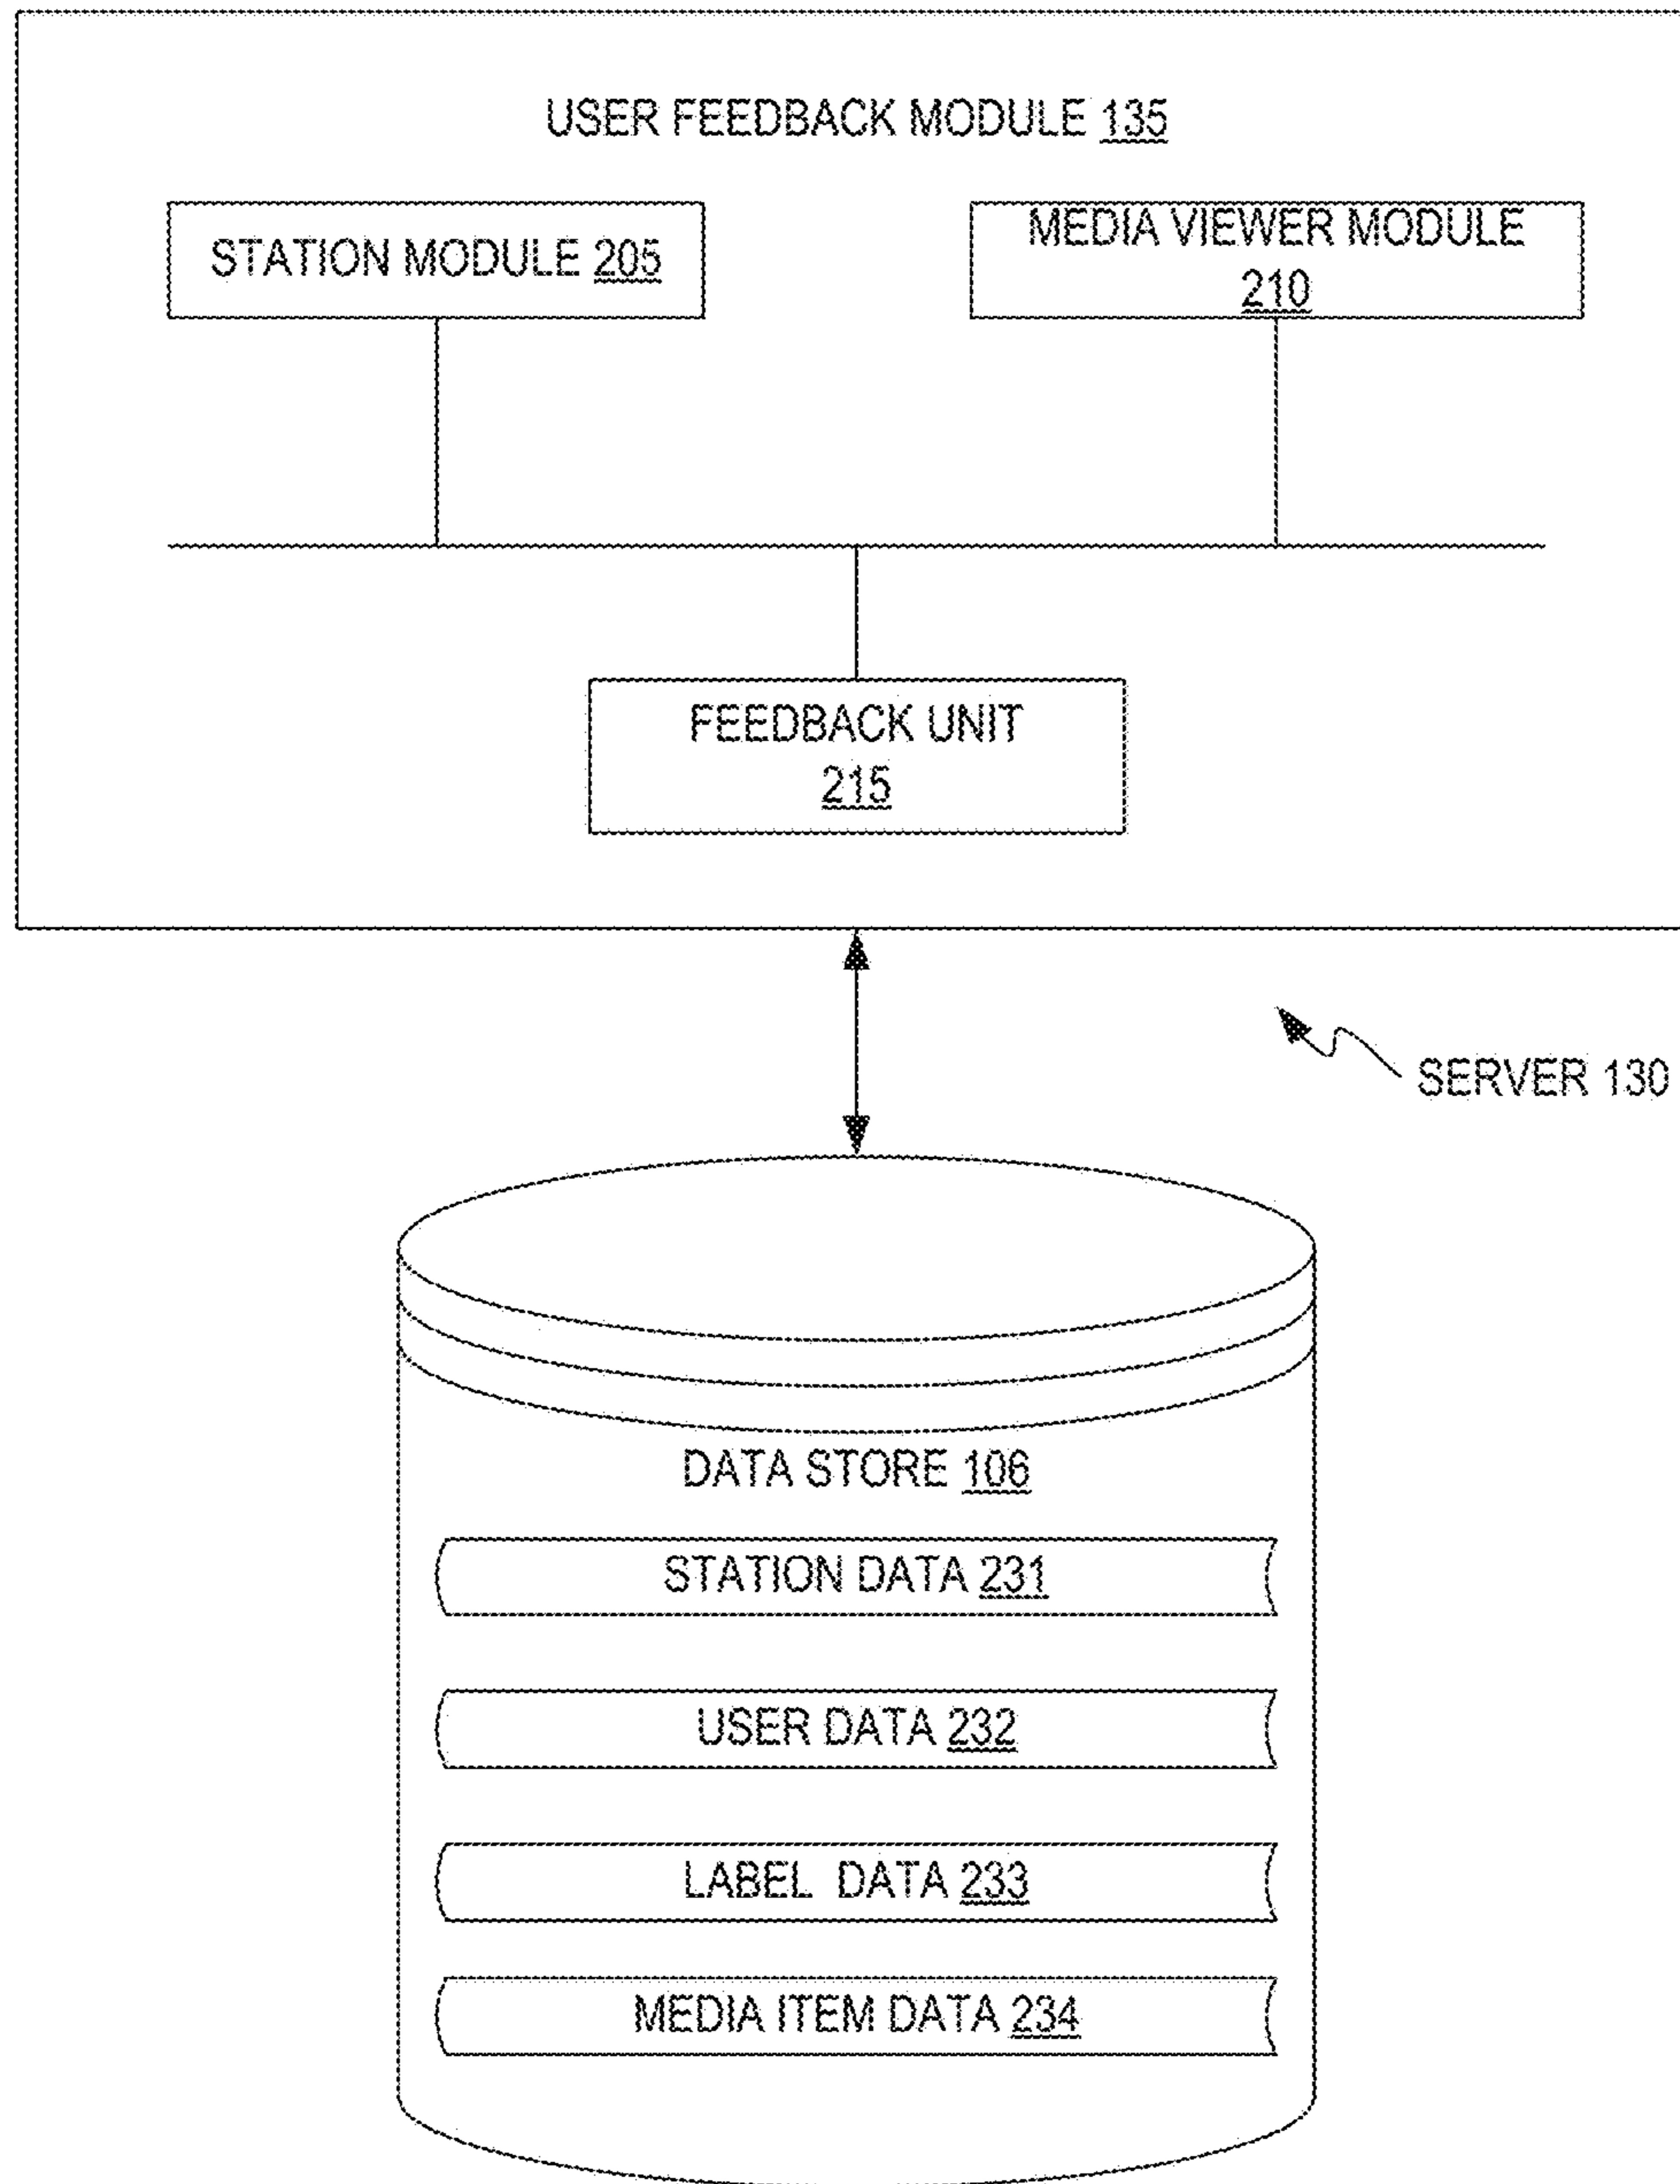 USER FEEDBACK MODULE 135
STATION MODULE 205
MEDIA VIEWER MODULE
210
FEEDBACK UNIT
215
SERVER 130
DATA STORE 106
STATION DATA 231
USER DATA 232
LABEL DATA 233
MEDIA ITEM DATA 234